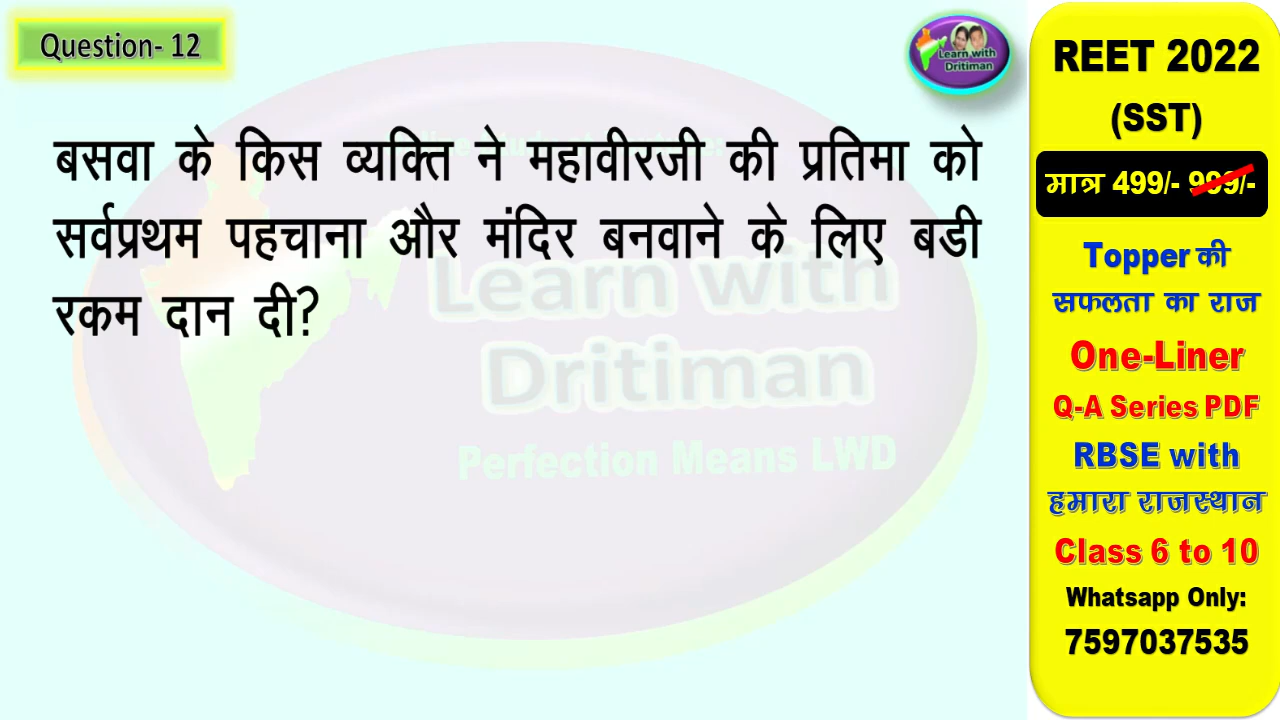 Question- 12
Learn with
Dritiman
बसवा के किस व्यक्ति ने महावीरजी की प्रतिमा को
सर्वप्रथम पहचाना और मंदिर बनवाने के लिए बडी
रकम दान दी?
Learn with
Dritiman
Perfection Means LWD
REET 2022
(SST)
मात्र 499/- 999/-
Topper की
सफलता का राज
One-Liner
Q-A Series PDF
RBSE with
हमारा राजस्थान
Class 6 to 10
Whatsapp Only:
7597037535